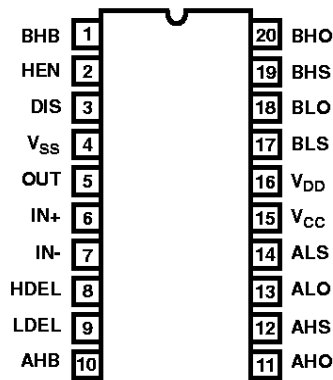 BHB 1 20 BHO
HEN 2 19 BHS
DIS 3 18 BLO
VSS 4 17 BLS
OUT 5 16 VDD
IN+ 6 15 VCC
IN- 7 14 ALS
HDEL 8 13 ALO
LDEL 9 12 AHS
AHB 10 11 AHO